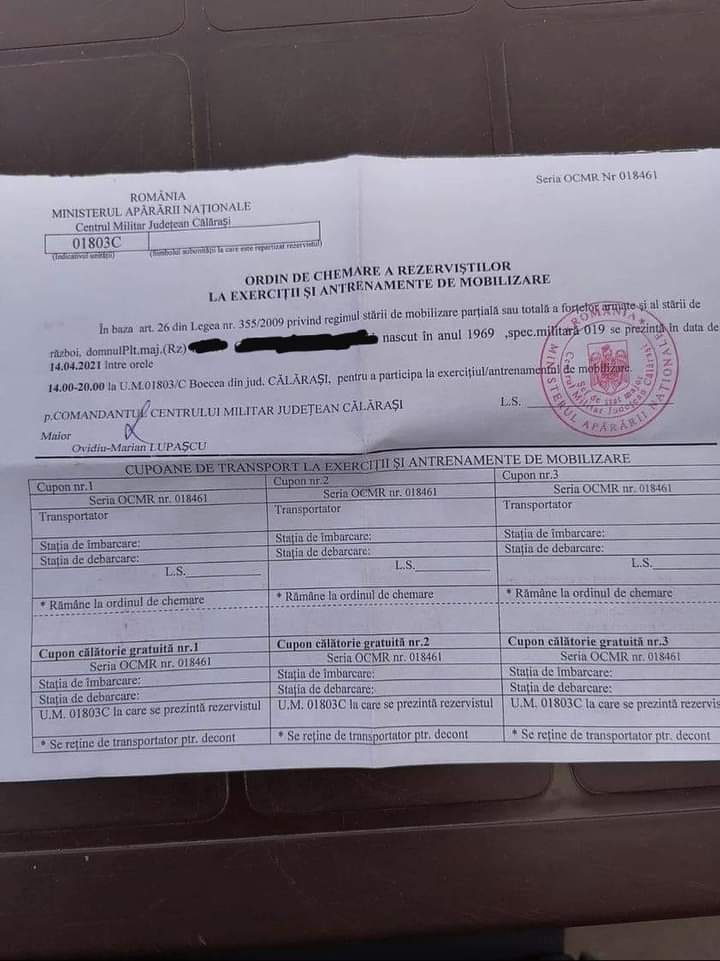 Seria OCMR Nr 018461
ROMÂNIA
MINISTERUL APĂRĂRII NAȚIONALE
Centrul Militar Județean Călărași
01803C
(Indicativul unității) (Simbolul subunității la care este repartizat rezervistul)
ORDIN DE CHEMARE A REZERVIȘTILOR
LA EXERCIȚII ȘI ANTRENAMENTE DE MOBILIZARE
În baza art. 26 din Legea nr. 355/2009 privind regimul stării de mobilizare parțială sau totală a forțelor armate și al stării de
război, domnulPlt.maj.(Rz) nascut în anul 1969 ,spec.militară 019 se prezintă în data de
14.04.2021 între orele
14.00-20.00 la U.M.01803/C Boccea din jud. CĂLĂRAȘI, pentru a participa la exercițiul/antrenamentul de mobilizare.
p.COMANDANTUL CENTRULUI MILITAR JUDEȚEAN CĂLĂRAȘI L.S.
Maior
Ovidiu-Marian LUPAȘCU
ROMÂNIA
MINISTERUL APĂRĂRII NAȚIONALE
Centrul Militar Județean Călărași
Șef de stat major
CUPOANE DE TRANSPORT LA EXERCIȚII ȘI ANTRENAMENTE DE MOBILIZARE
Cupon nr.1 Cupon nr.2 Cupon nr.3
Seria OCMR nr. 018461 Seria OCMR nr. 018461 Seria OCMR nr. 018461
Transportator Transportator Transportator
Stația de îmbarcare: Stația de îmbarcare: Stația de îmbarcare:
Stația de debarcare: Stația de debarcare: Stația de debarcare:
L.S. L.S. L.S.
* Rămâne la ordinul de chemare * Rămâne la ordinul de chemare * Rămâne la ordinul de chemare
Cupon călătorie gratuită nr.1 Cupon călătorie gratuită nr.2 Cupon călătorie gratuită nr.3
Seria OCMR nr. 018461 Seria OCMR nr. 018461 Seria OCMR nr. 018461
Stația de îmbarcare: Stația de îmbarcare: Stația de îmbarcare:
Stația de debarcare: Stația de debarcare: Stația de debarcare:
U.M. 01803C la care se prezintă rezervistul U.M. 01803C la care se prezintă rezervistul U.M. 01803C la care se prezintă rezervis
* Se reține de transportator ptr. decont * Se reține de transportator ptr. decont * Se reține de transportator ptr. decont